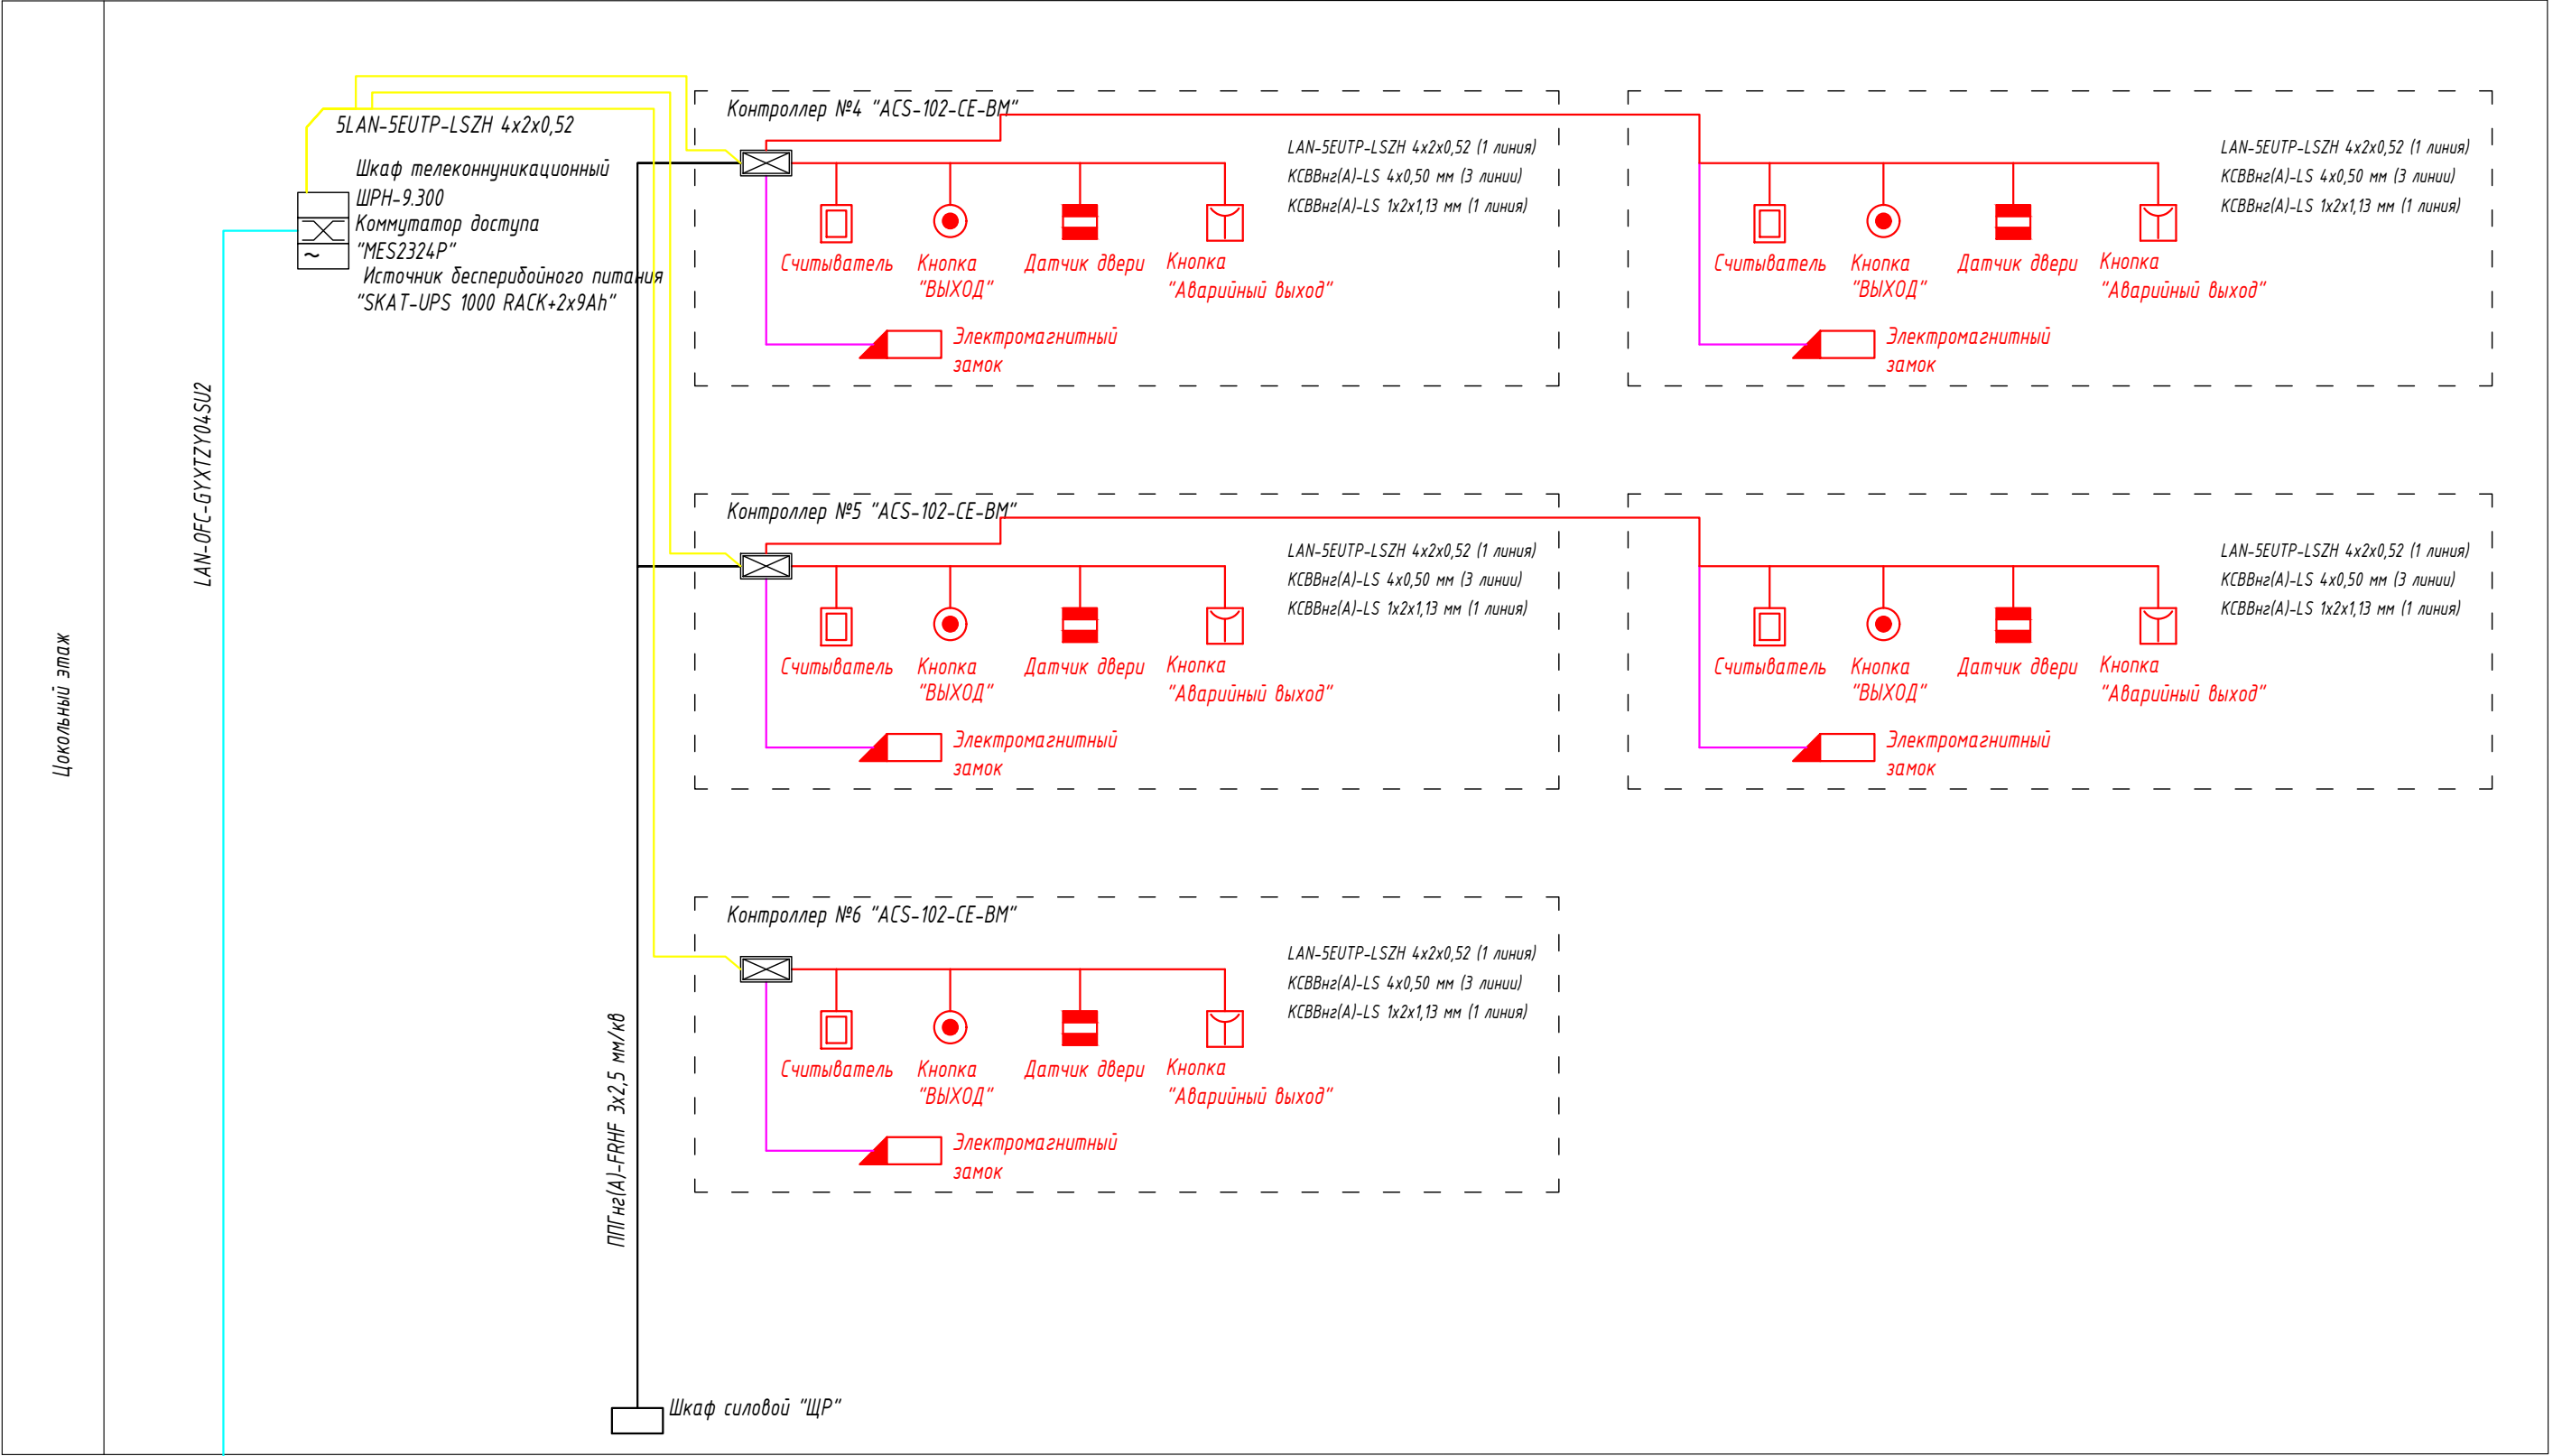 Цокольный этаж
LAN-OFC-GYXTZY04SU2
5LAN-5EUTP-LSZH 4x2x0,52
Шкаф телеконнуникационный
ШРН-9.300
Коммутатор доступа
"MES2324P"
Источник бесперибойного питания
"SKAT-UPS 1000 RACK+2x9Ah"
~
ППГнг(А)-FRHF 3x2,5 мм/кв
Шкаф силовой "ЩР"
Контроллер №4 "ACS-102-CE-BM"
LAN-5EUTP-LSZH 4x2x0,52 (1 линия)
КСВВнг(А)-LS 4x0,50 мм (3 линии)
КСВВнг(А)-LS 1x2x1,13 мм (1 линия)
Считыватель
Кнопка
"ВЫХОД"
Датчик двери
Кнопка
"Аварийный выход"
Электромагнитный
замок
LAN-5EUTP-LSZH 4x2x0,52 (1 линия)
КСВВнг(А)-LS 4x0,50 мм (3 линии)
КСВВнг(А)-LS 1x2x1,13 мм (1 линия)
Считыватель
Кнопка
"ВЫХОД"
Датчик двери
Кнопка
"Аварийный выход"
Электромагнитный
замок
Контроллер №5 "ACS-102-CE-BM"
LAN-5EUTP-LSZH 4x2x0,52 (1 линия)
КСВВнг(А)-LS 4x0,50 мм (3 линии)
КСВВнг(А)-LS 1x2x1,13 мм (1 линия)
Считыватель
Кнопка
"ВЫХОД"
Датчик двери
Кнопка
"Аварийный выход"
Электромагнитный
замок
LAN-5EUTP-LSZH 4x2x0,52 (1 линия)
КСВВнг(А)-LS 4x0,50 мм (3 линии)
КСВВнг(А)-LS 1x2x1,13 мм (1 линия)
Считыватель
Кнопка
"ВЫХОД"
Датчик двери
Кнопка
"Аварийный выход"
Электромагнитный
замок
Контроллер №6 "ACS-102-CE-BM"
LAN-5EUTP-LSZH 4x2x0,52 (1 линия)
КСВВнг(А)-LS 4x0,50 мм (3 линии)
КСВВнг(А)-LS 1x2x1,13 мм (1 линия)
Считыватель
Кнопка
"ВЫХОД"
Датчик двери
Кнопка
"Аварийный выход"
Электромагнитный
замок